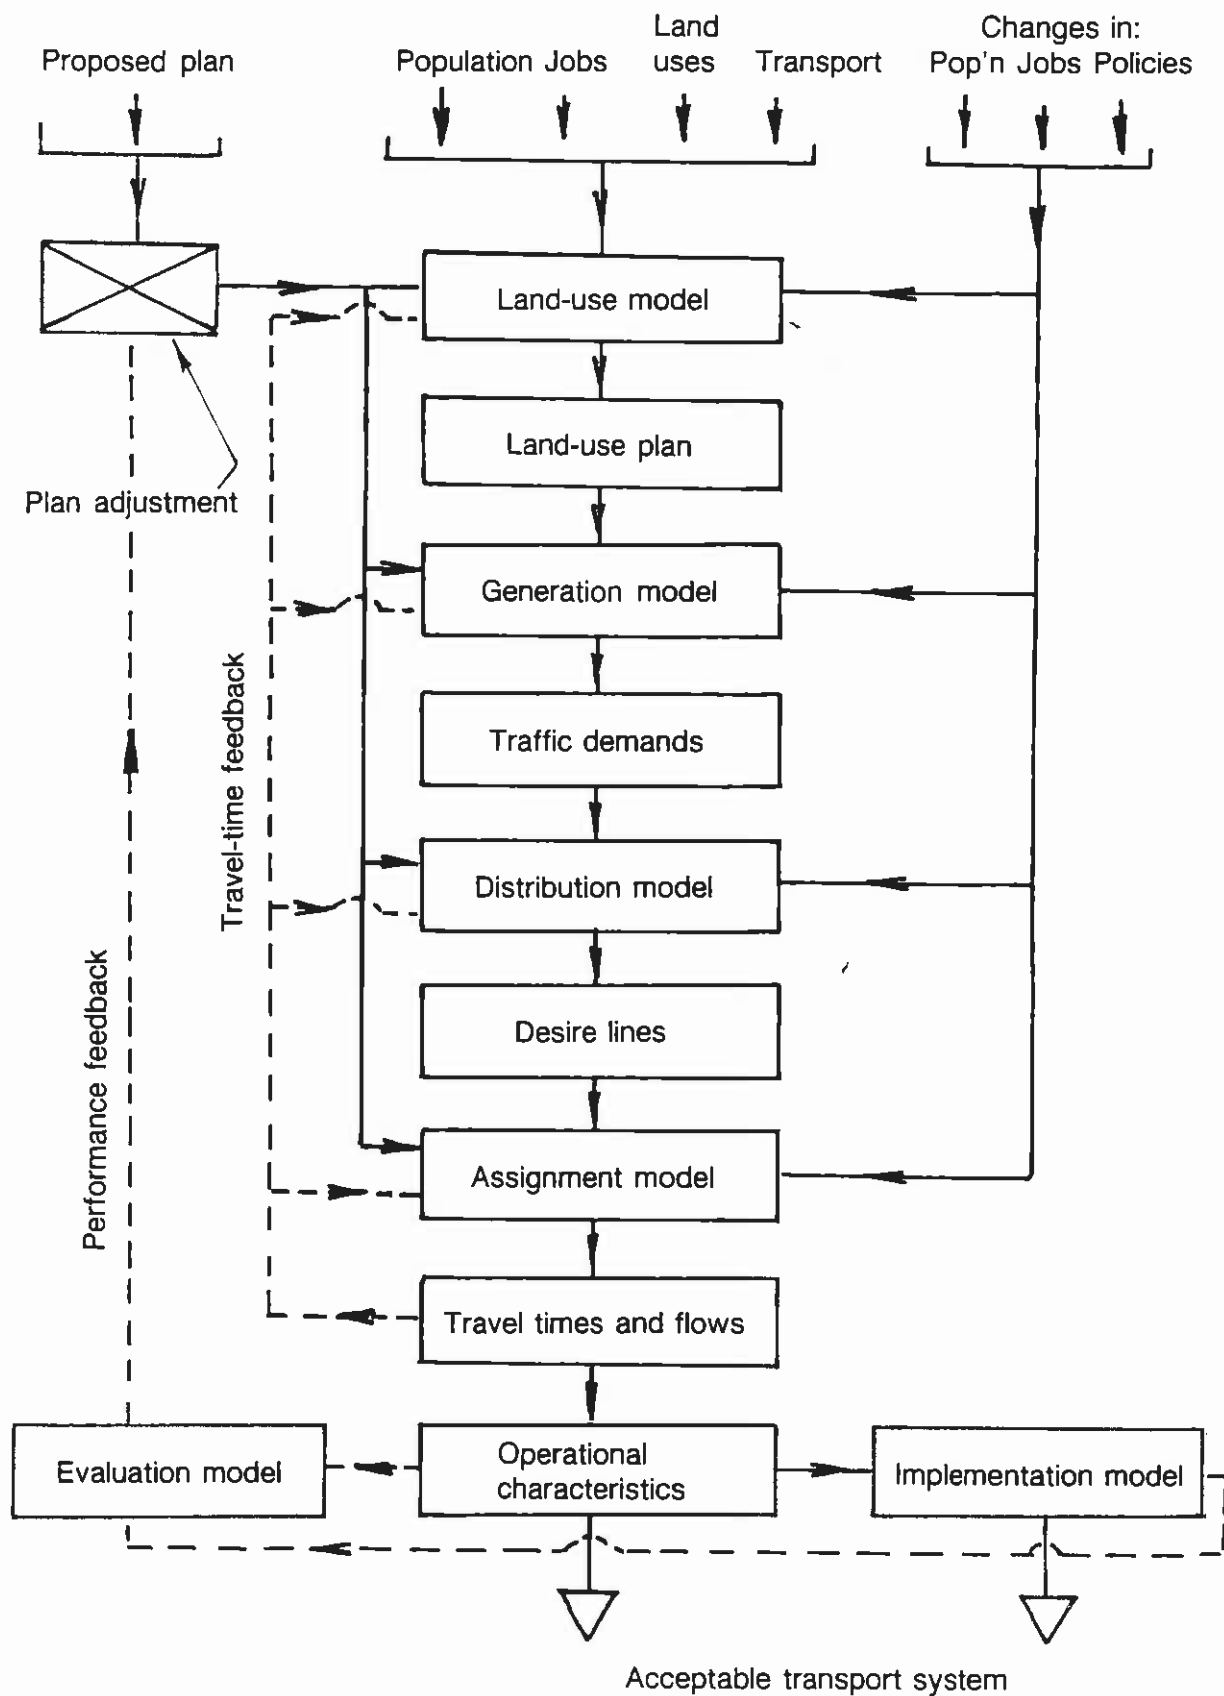 Proposed plan
Population Jobs
Land
uses
Transport
Changes in:
Pop'n Jobs Policies
Land-use model
Land-use plan
Plan adjustment
Generation model
Traffic demands
Travel-time feedback
Distribution model
Desire lines
Performance feedback
Assignment model
Travel times and flows
Evaluation model
Operational
characteristics
Implementation model
Acceptable transport system